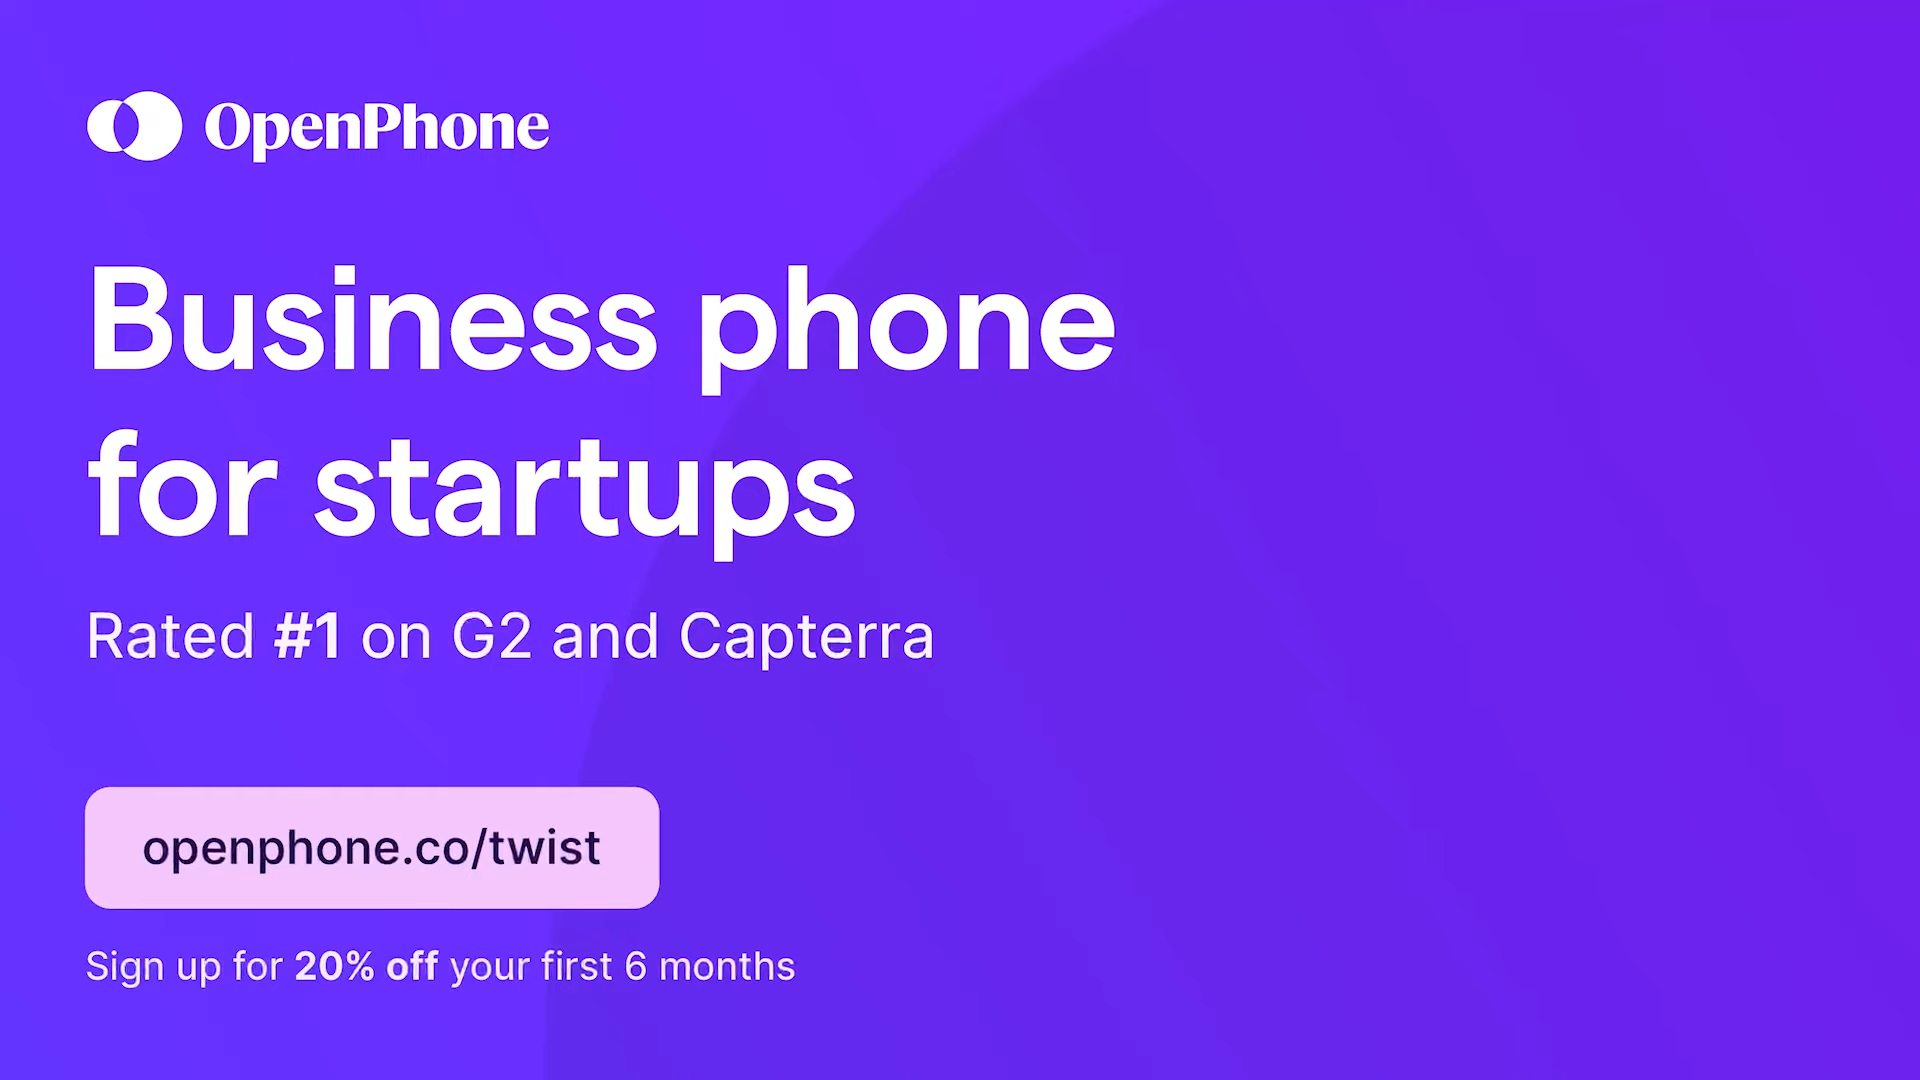 OpenPhone
Business phone
for startups
Rated #1 on G2 and Capterra
openphone.co/twist
Sign up for 20% off your first 6 months